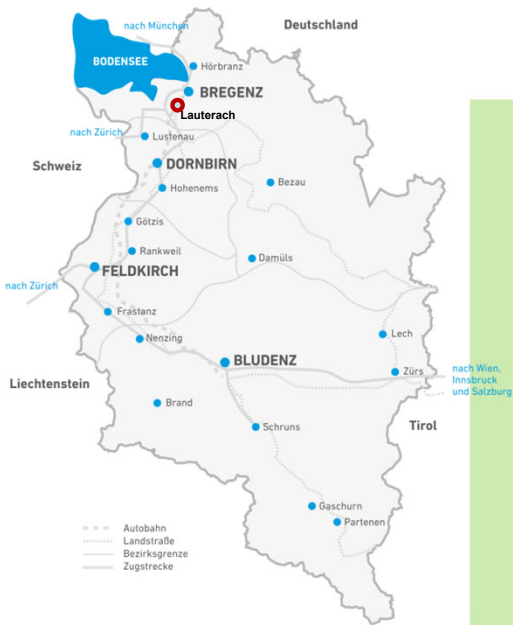 nach München
Deutschland
BODENSEE
Hörbranz
BREGENZ
Lauterach
nach Zürich
Lustenau
Schweiz
DORNBIRN
Hohenems
Bezau
Götzis
Rankweil
Damüls
FELDKIRCH
nach Zürich
Frastanz
Lech
Nenzing
BLUDENZ
Zürs
nach Wien,
Innsbruck
und Salzburg
Liechtenstein
Brand
Tirol
Schruns
Gaschurn
Partenen
Autobahn
Landstraße
Bezirksgrenze
Zugstrecke